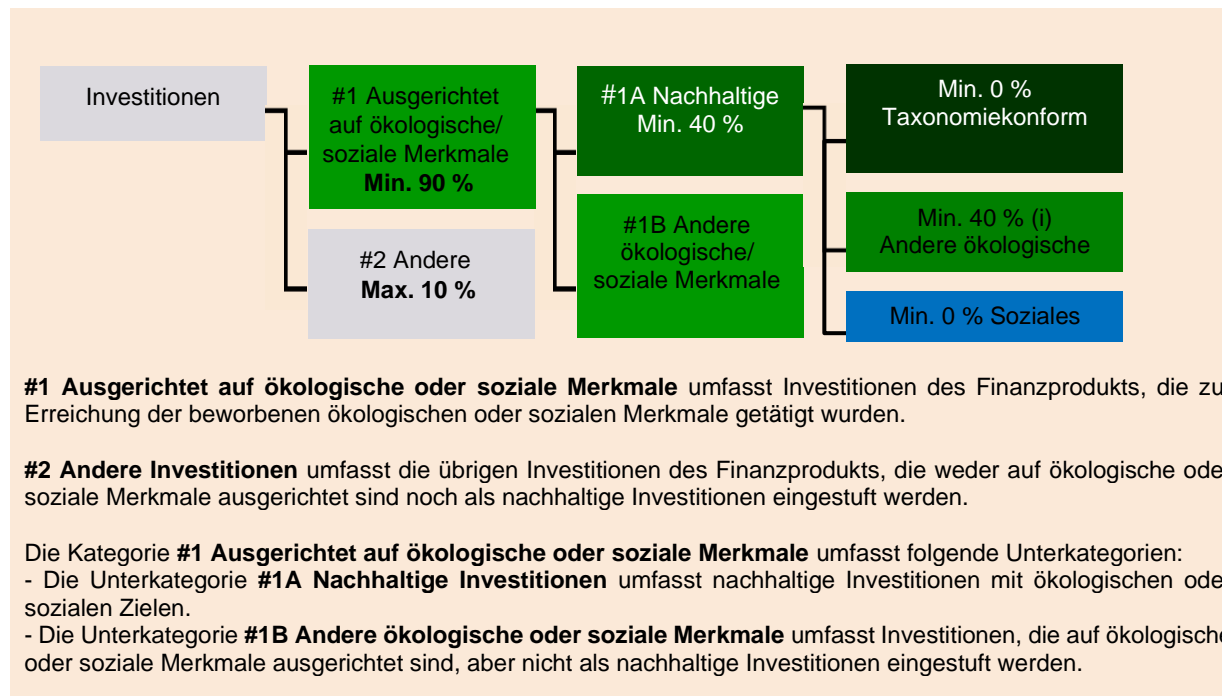 Investitionen
#1 Ausgerichtet
auf ökologische/
soziale Merkmale
Min. 90 %
#2 Andere
Max. 10 %
#1A Nachhaltige
Min. 40 %
#1B Andere
ökologische/
soziale Merkmale
Min. 0 %
Taxonomiekonform
Min. 40 % (i)
Andere ökologische
Min. 0 % Soziales
#1 Ausgerichtet auf ökologische oder soziale Merkmale umfasst Investitionen des Finanzprodukts, die zu
Erreichung der beworbenen ökologischen oder sozialen Merkmale getätigt wurden.
#2 Andere Investitionen umfasst die übrigen Investitionen des Finanzprodukts, die weder auf ökologische ode
soziale Merkmale ausgerichtet sind noch als nachhaltige Investitionen eingestuft werden.
Die Kategorie #1 Ausgerichtet auf ökologische oder soziale Merkmale umfasst folgende Unterkategorien:
- Die Unterkategorie #1A Nachhaltige Investitionen umfasst nachhaltige Investitionen mit ökologischen ode
sozialen Zielen.
- Die Unterkategorie #1B Andere ökologische oder soziale Merkmale umfasst Investitionen, die auf ökologische
oder soziale Merkmale ausgerichtet sind, aber nicht als nachhaltige Investitionen eingestuft werden.